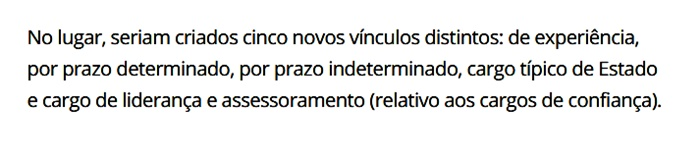 No lugar, seriam criados cinco novos vínculos distintos: de experiência,
por prazo determinado, por prazo indeterminado, cargo típico de Estado
e cargo de liderança e assessoramento (relativo aos cargos de confiança).